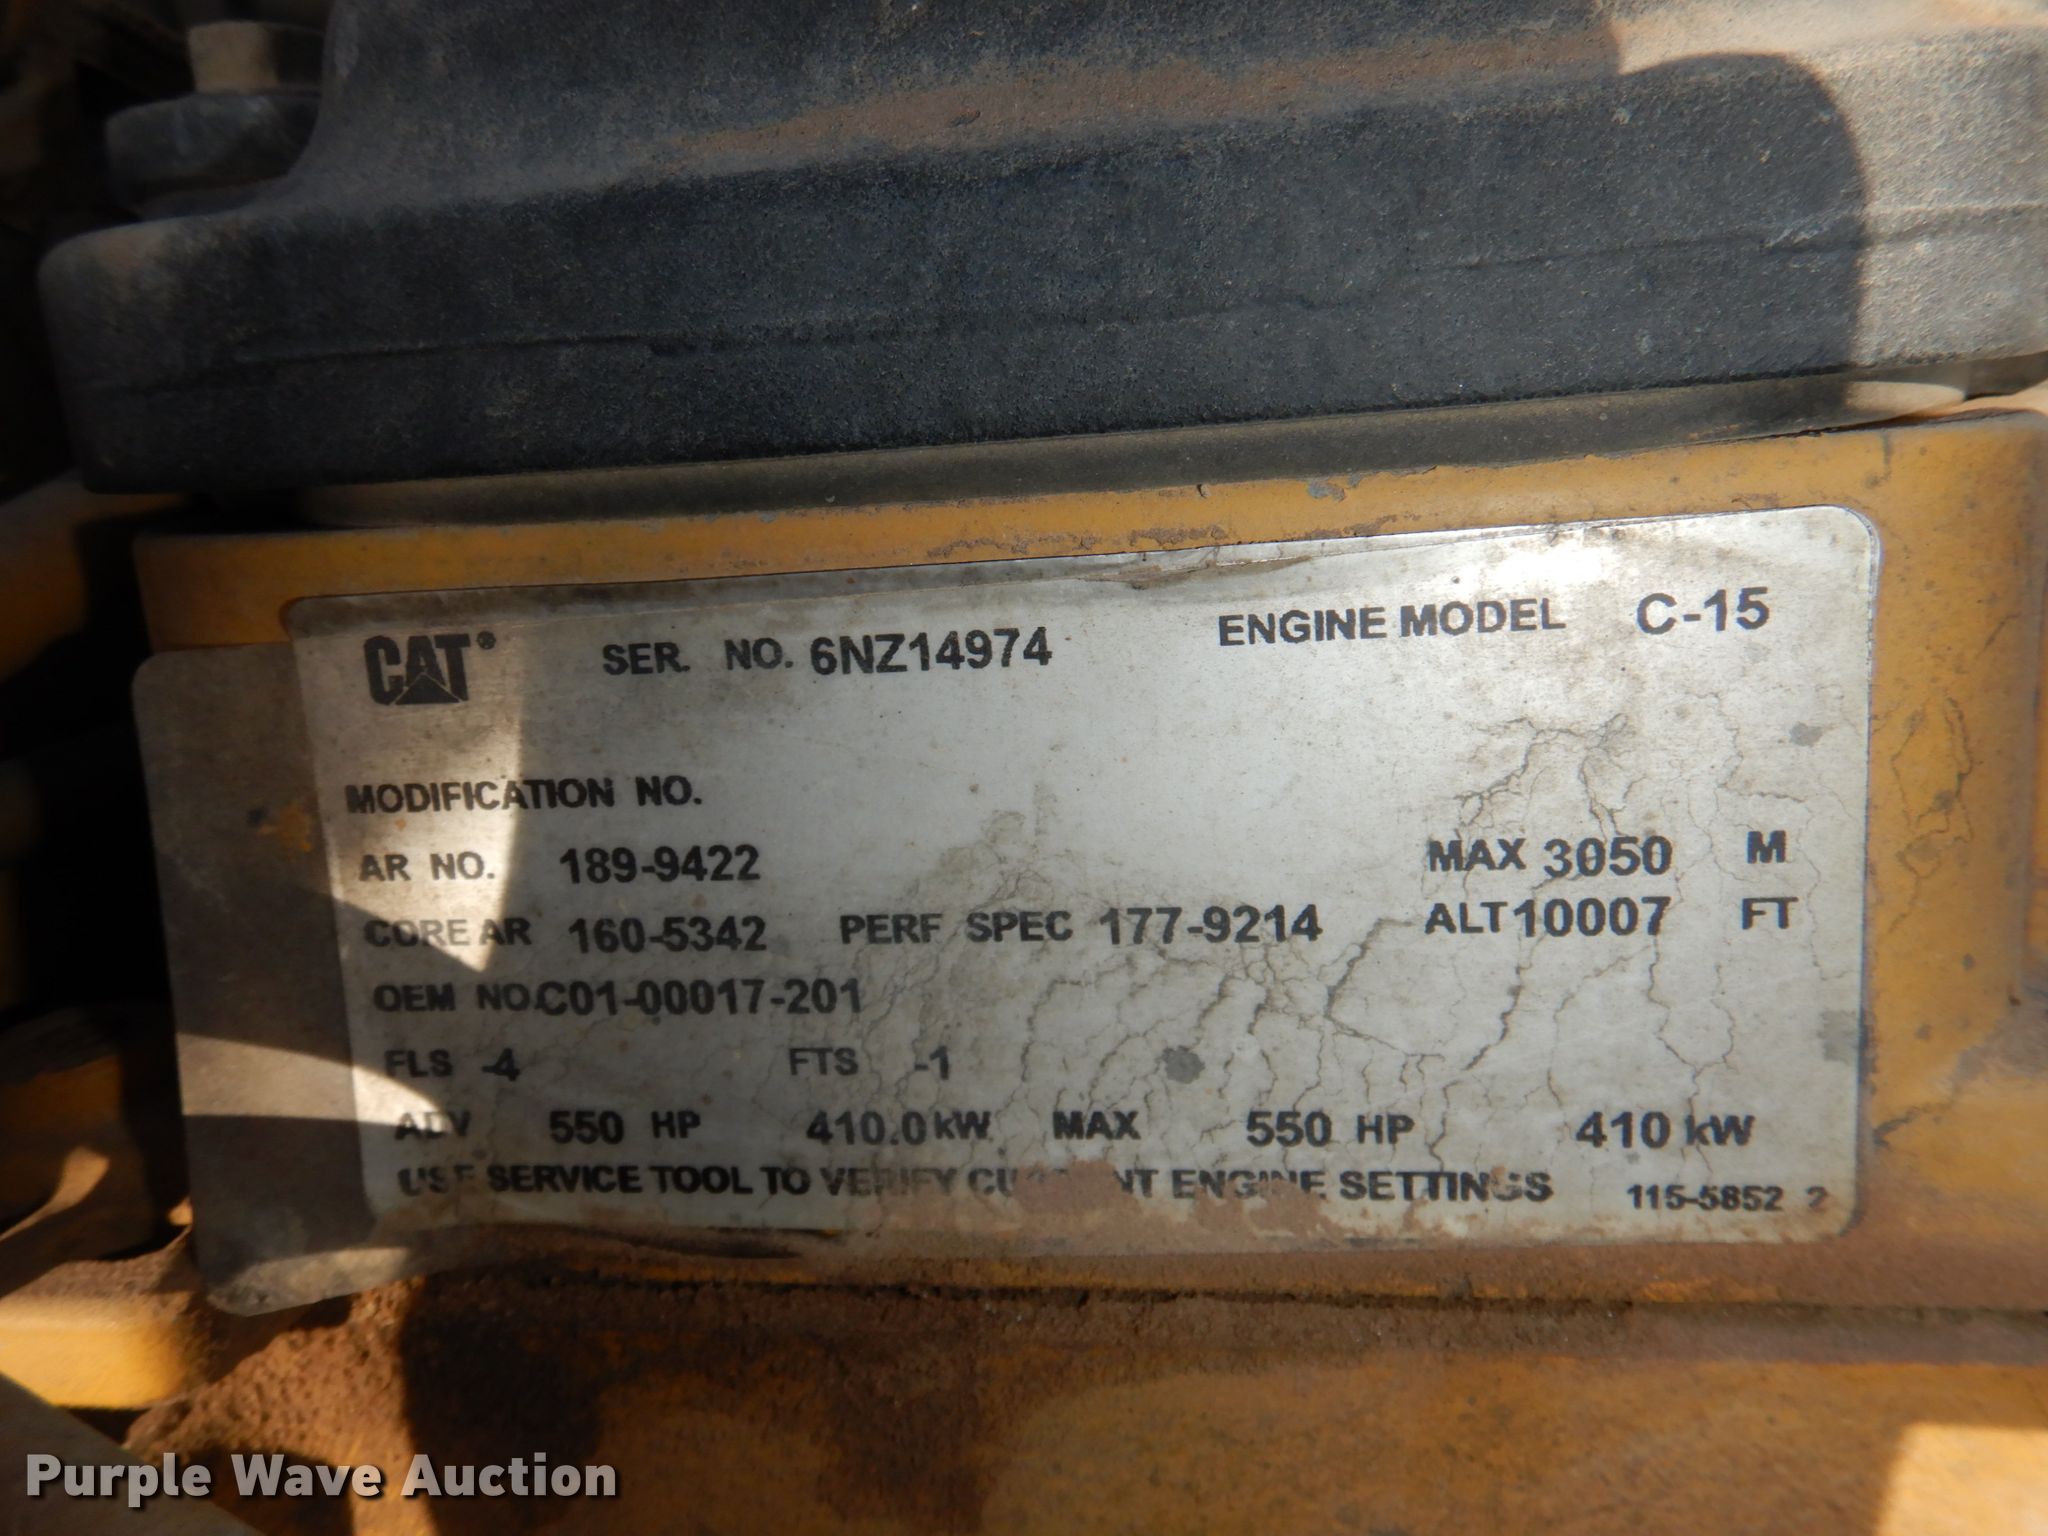 CAT® SER. NO. 6NZ14974 ENGINE MODEL C-15
MODIFICATION NO.
AR NO. 189-9422 MAX 3050 M
CORE AR 160-5342 PERF SPEC 177-9214 ALT 10007 FT
OEM NO. C01-00017-201
FLS -4 FTS -1
ADV 550 HP 410.0 kW MAX 550 HP 410 kW
USE SERVICE TOOL TO VERIFY CURRENT ENGINE SETTINGS 115-5852 2
Purple Wave Auction